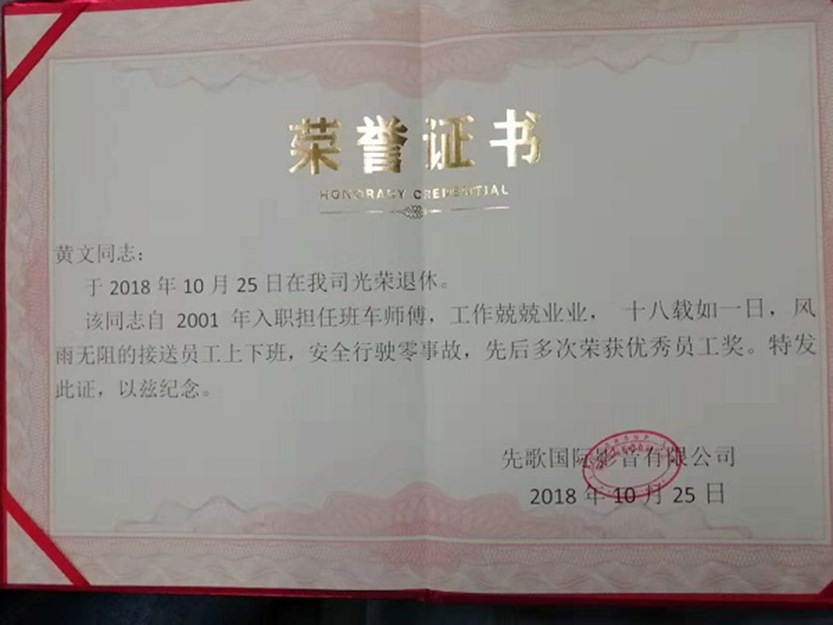 荣誉证书
HONORARY CREDENTIAL
黄文同志：
于 2018 年 10 月 25 日在我司光荣退休。
该同志自 2001 年入职担任班车师傅，工作兢兢业业， 十八载如一日，风
雨无阻的接送员工上下班，安全行驶零事故，先后多次荣获优秀员工奖。特发
此证，以兹纪念。
先歌国际影音有限公司
2018 年 10 月 25 日